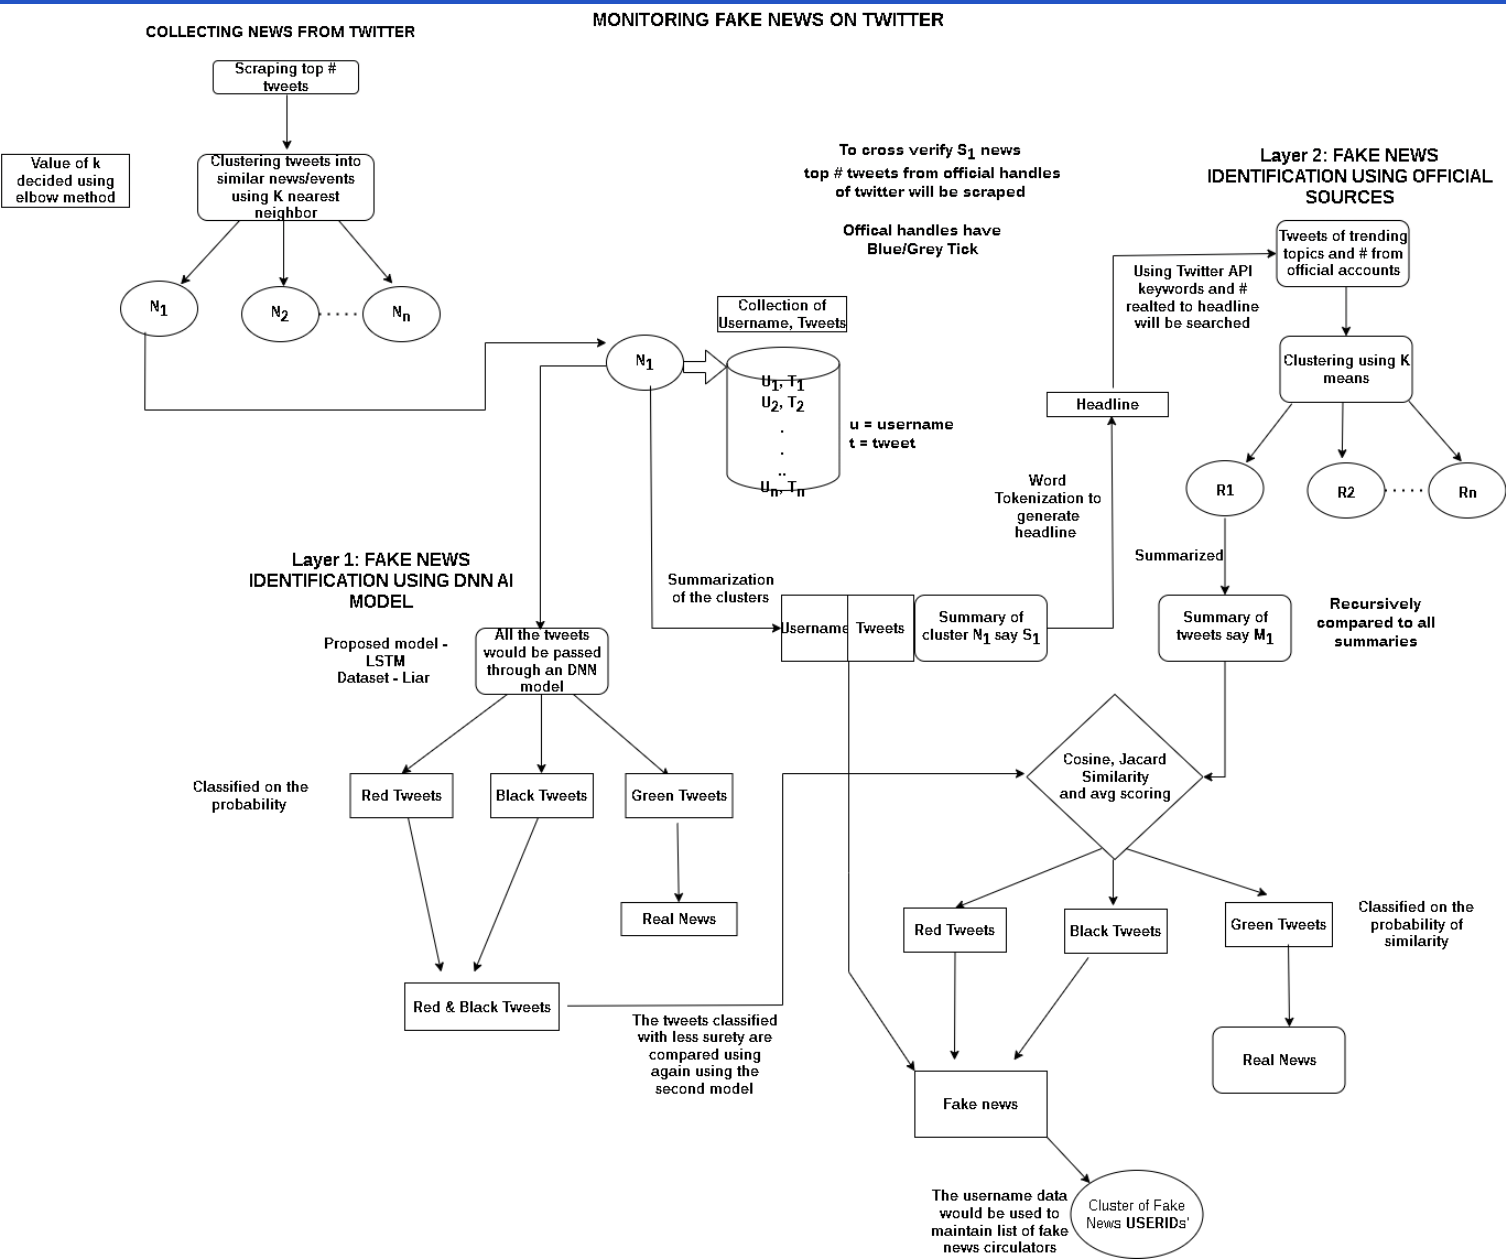 MONITORING FAKE NEWS ON TWITTER
COLLECTING NEWS FROM TWITTER
Scraping top #
tweets
Value of k
decided using
elbow method
Clustering tweets into
similar news/events
using K nearest
neighbor
N1
N2
.....
Nn
To cross verify S1 news
top # tweets from official handles
of twitter will be scraped
Offical handles have
Blue/Grey Tick
Layer 2: FAKE NEWS
IDENTIFICATION USING OFFICIAL
SOURCES
Tweets of trending
topics and # from
official accounts
Using Twitter API
keywords and #
realted to headline
will be searched
Collection of
Username, Tweets
N1
U1, T1
U2, T2
.
.
..
Un, Tn
u = username
t = tweet
Headline
Clustering using K
means
R1
R2
.....
Rn
Word
Tokenization to
generate
headline
Summarized
Layer 1: FAKE NEWS
IDENTIFICATION USING DNN AI
MODEL
Summarization
of the clusters
Username
Tweets
Summary of
cluster N1 say S1
Summary of
tweets say M1
Recursively
compared to all
summaries
Proposed model -
LSTM
Dataset - Liar
All the tweets
would be passed
through an DNN
model
Cosine, Jacard
Similarity
and avg scoring
Classified on the
probability
Red Tweets
Black Tweets
Green Tweets
Real News
Red Tweets
Black Tweets
Green Tweets
Classified on the
probability of
similarity
Red & Black Tweets
The tweets classified
with less surety are
compared using
again using the
second model
Real News
Fake news
The username data
would be used to
maintain list of fake
news circulators
Cluster of Fake
News USERIDs'